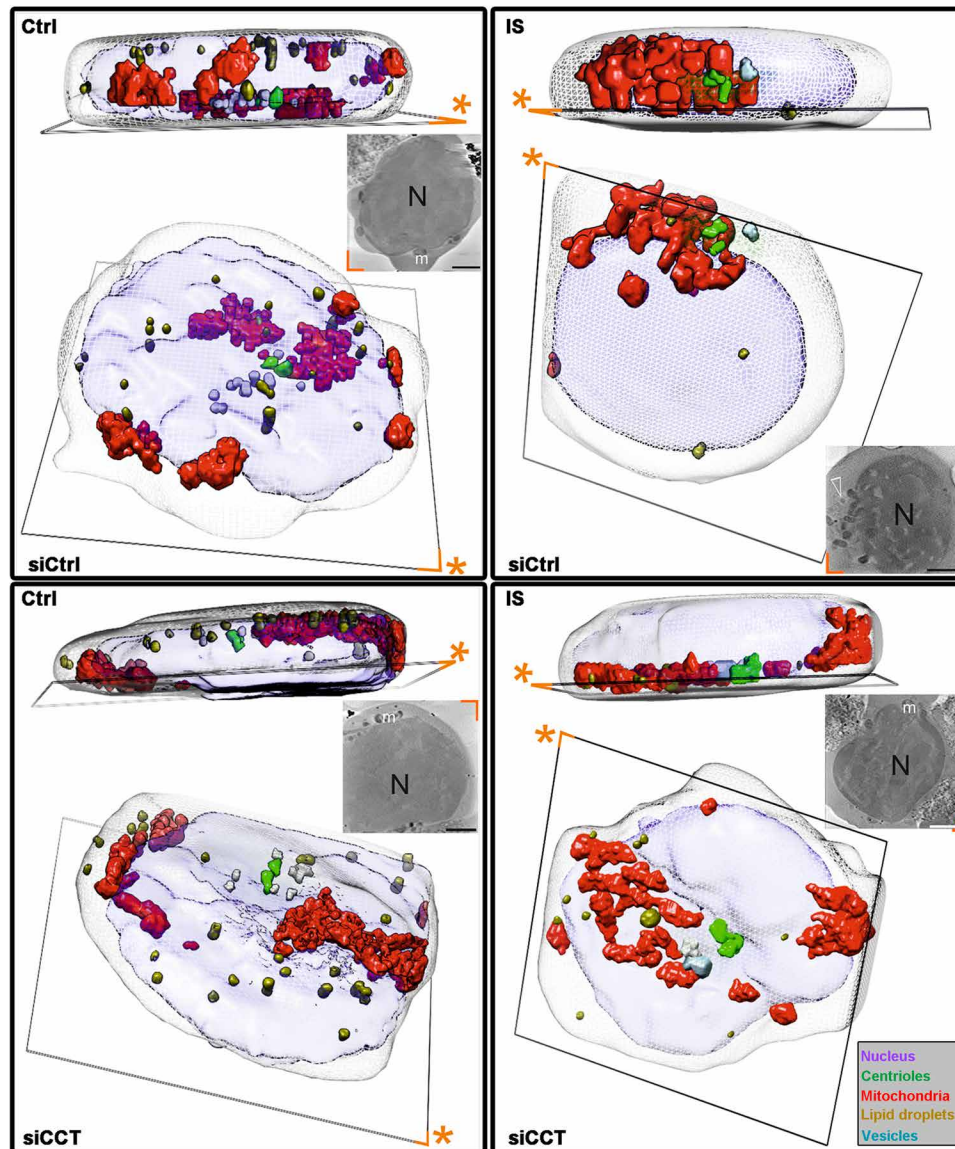 Ctrl
*
N
m
*
siCtrl
IS
*
*
N
siCtrl
Ctrl
*
m
N
*
siCCT
IS
*
m
N
*
siCCT
Nucleus
Centrioles
Mitochondria
Lipid droplets
Vesicles